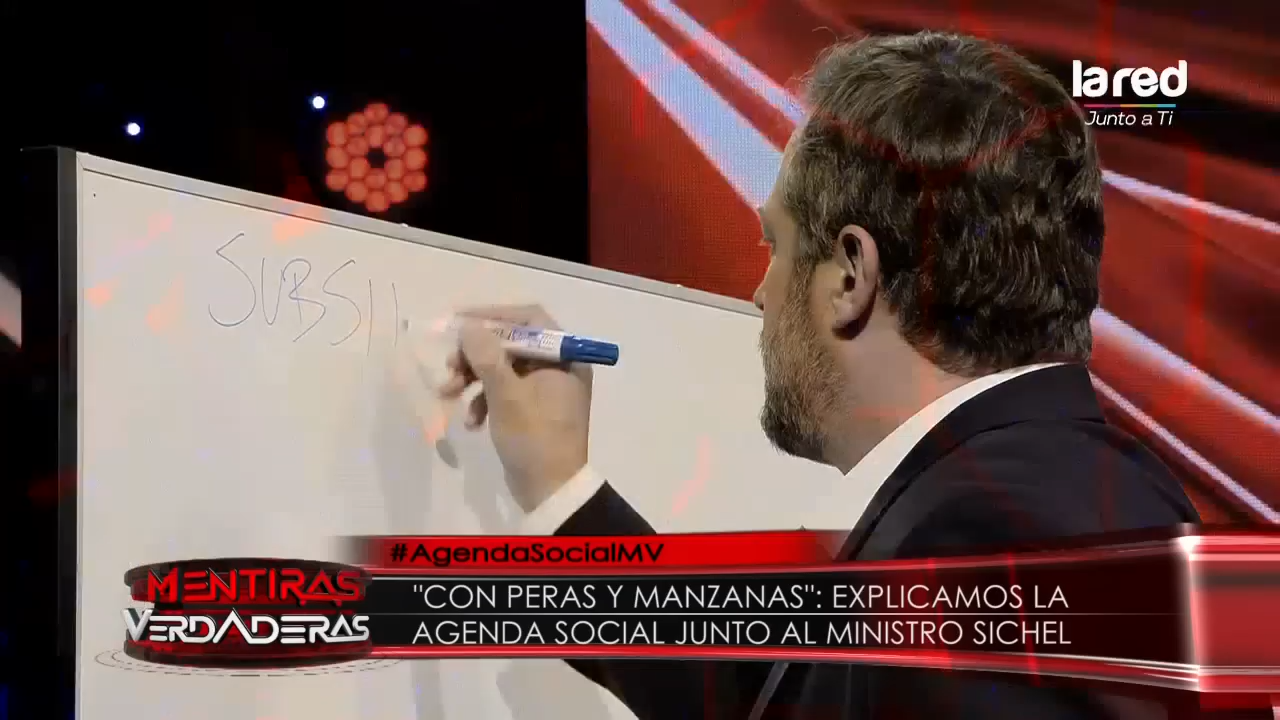 la red
Junto a Ti
SUBSI
#AgendaSocialMV
MENTIRAS
VERDADERAS
"CON PERAS Y MANZANAS": EXPLICAMOS LA
AGENDA SOCIAL JUNTO AL MINISTRO SICHEL